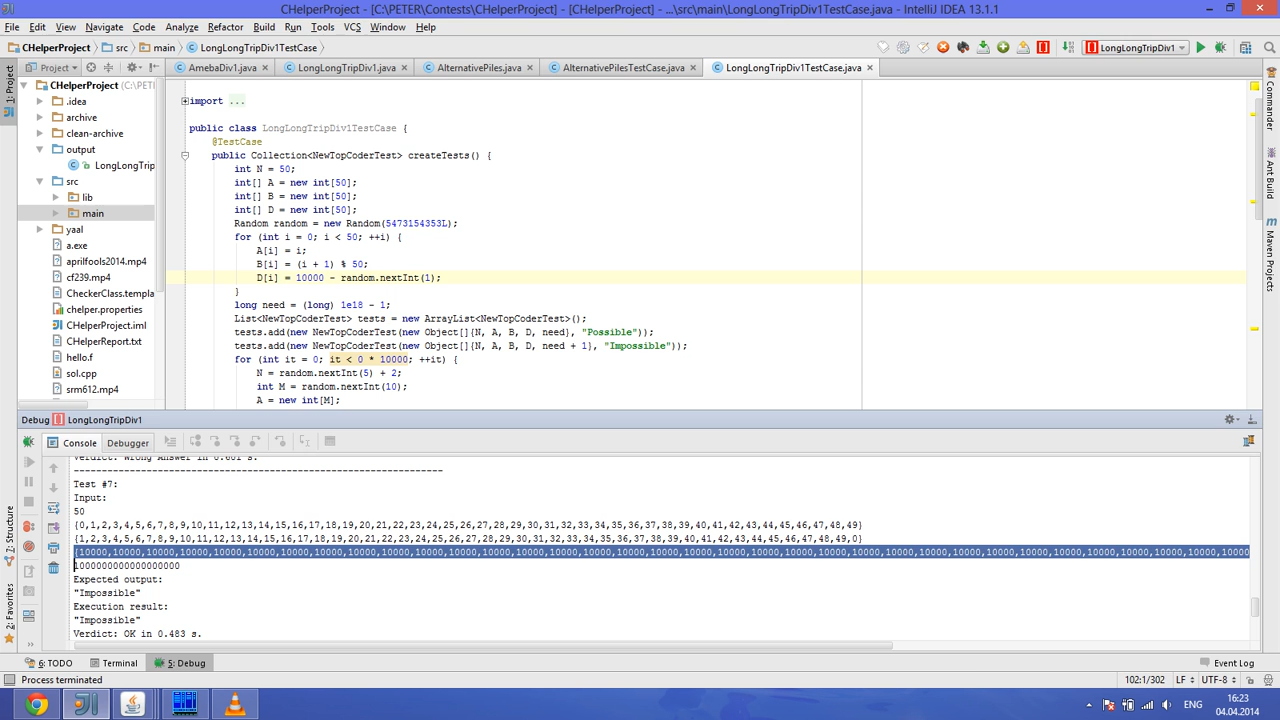 CHelperProject - [C:\PETER\Contests\CHelperProject] - [CHelperProject] - ...\src\main\LongLongTripDiv1TestCase.java - IntelliJ IDEA 13.1.1
File Edit View Navigate Code Analyze Refactor Build Run Tools VCS Window Help
CHelperProject src main LongLongTripDiv1TestCase
LongLongTripDiv1
Project
AmebaDiv1.java LongLongTripDiv1.java AlternativePiles.java AlternativePilesTestCase.java LongLongTripDiv1TestCase.java
1: Project
Z: Structure
2: Favorites
CHelperProject (C:\PETE
.idea
archive
clean-archive
output
LongLongTrip
src
lib
main
yaal
a.exe
aprilfools2014.mp4
cf239.mp4
CheckerClass.templa
chelper.properties
CHelperProject.iml
CHelperReport.txt
hello.f
sol.cpp
srm612.mp4
import ...
public class LongLongTripDiv1TestCase {
@TestCase
public Collection<NewTopCoderTest> createTests() {
int N = 50;
int[] A = new int[50];
int[] B = new int[50];
int[] D = new int[50];
Random random = new Random(5473154353L);
for (int i = 0; i < 50; ++i) {
A[i] = i;
B[i] = (i + 1) % 50;
D[i] = 10000 - random.nextInt(1);
}
long need = (long) 1e18 - 1;
List<NewTopCoderTest> tests = new ArrayList<NewTopCoderTest>();
tests.add(new NewTopCoderTest(new Object[]{N, A, B, D, need}, "Possible"));
tests.add(new NewTopCoderTest(new Object[]{N, A, B, D, need + 1}, "Impossible"));
for (int it = 0; it < 0 * 10000; ++it) {
N = random.nextInt(5) + 2;
int M = random.nextInt(10);
A = new int[M];
Commander
Ant Build
Maven Projects
Debug LongLongTripDiv1
Console Debugger
Verdict: Wrong Answer in 0.601 s.
------------------------------------------------------------------
Test #7:
Input:
50
{0,1,2,3,4,5,6,7,8,9,10,11,12,13,14,15,16,17,18,19,20,21,22,23,24,25,26,27,28,29,30,31,32,33,34,35,36,37,38,39,40,41,42,43,44,45,46,47,48,49}
{1,2,3,4,5,6,7,8,9,10,11,12,13,14,15,16,17,18,19,20,21,22,23,24,25,26,27,28,29,30,31,32,33,34,35,36,37,38,39,40,41,42,43,44,45,46,47,48,49,0}
{10000,10000,10000,10000,10000,10000,10000,10000,10000,10000,10000,10000,10000,10000,10000,10000,10000,10000,10000,10000,10000,10000,10000,10000,10000,10000,10000,10000,10000,10000,10000,10000,10000,10000,10000
1000000000000000000
Expected output:
"Impossible"
Execution result:
"Impossible"
Verdict: OK in 0.483 s.
6: TODO Terminal 5: Debug Event Log
Process terminated 102:1/302 LF UTF-8
ENG 16:23
04.04.2014